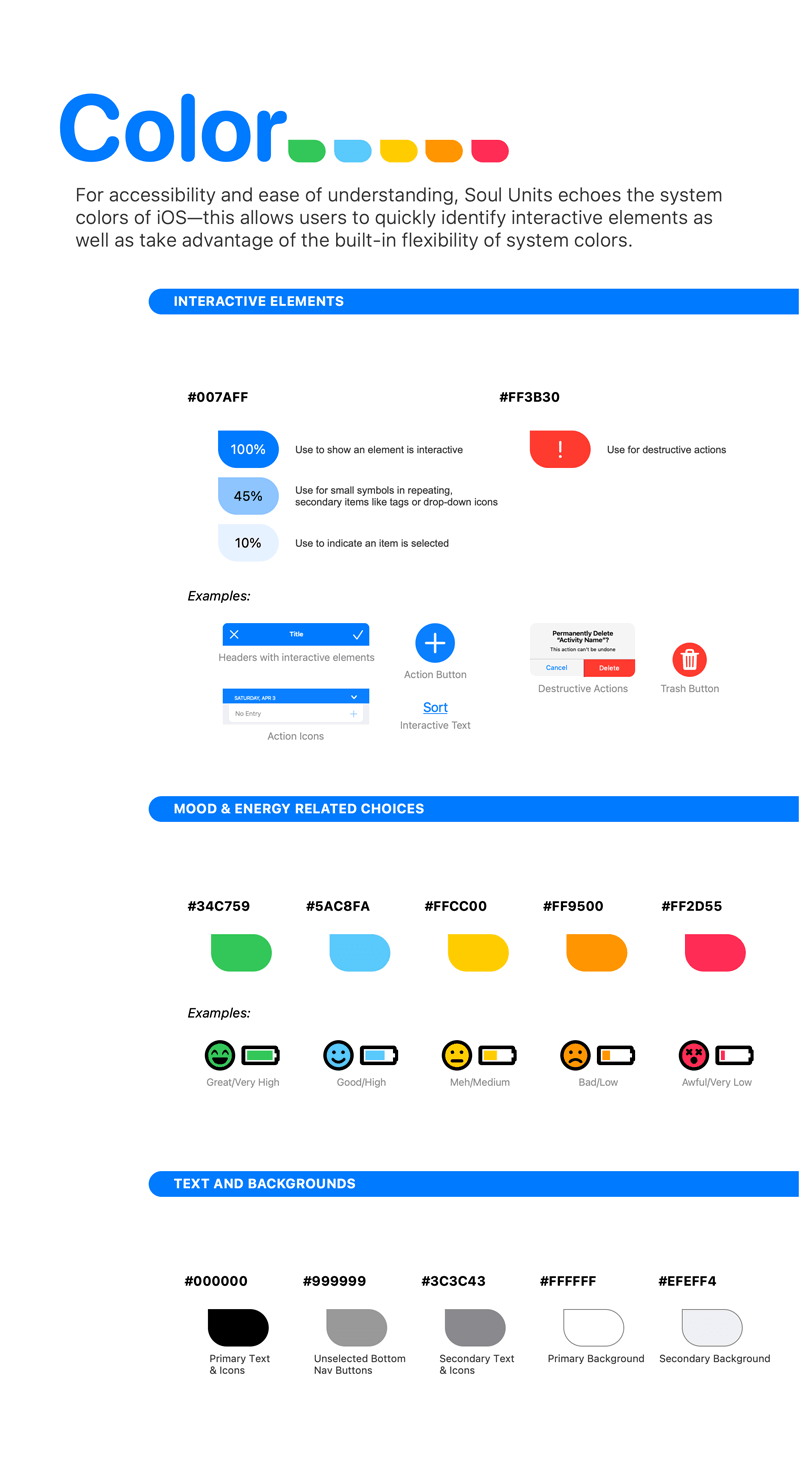 Color
For accessibility and ease of understanding, Soul Units echoes the system
colors of iOS—this allows users to quickly identify interactive elements as
well as take advantage of the built-in flexibility of system colors.
INTERACTIVE ELEMENTS
#007AFF
100%
Use to show an element is interactive
45%
Use for small symbols in repeating,
secondary items like tags or drop-down icons
10%
Use to indicate an item is selected
#FF3B30
!
Use for destructive actions
Examples:
Title
Headers with interactive elements
SATURDAY, APR 3
No Entry
Action Icons
Action Button
Sort
Interactive Text
Permanently Delete
“Activity Name”?
This action can't be undone
Cancel
Delete
Destructive Actions
Trash Button
MOOD & ENERGY RELATED CHOICES
#34C759
#5AC8FA
#FFCC00
#FF9500
#FF2D55
Examples:
Great/Very High
Good/High
Meh/Medium
Bad/Low
Awful/Very Low
TEXT AND BACKGROUNDS
#000000
#999999
#3C3C43
#FFFFFF
#EFEFF4
Primary Text
& Icons
Unselected Bottom
Nav Buttons
Secondary Text
& Icons
Primary Background
Secondary Background